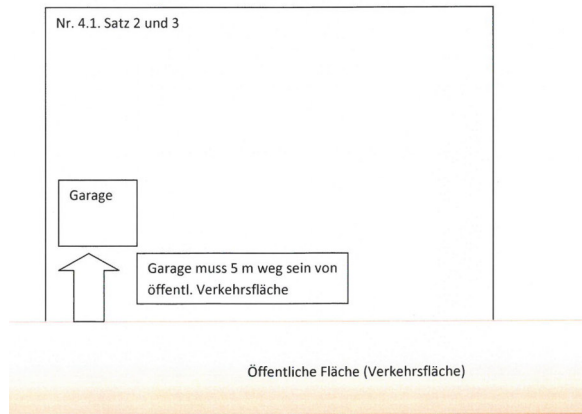 Nr. 4.1. Satz 2 und 3
Garage
Garage muss 5 m weg sein von
öffentl. Verkehrsfläche
Öffentliche Fläche (Verkehrsfläche)